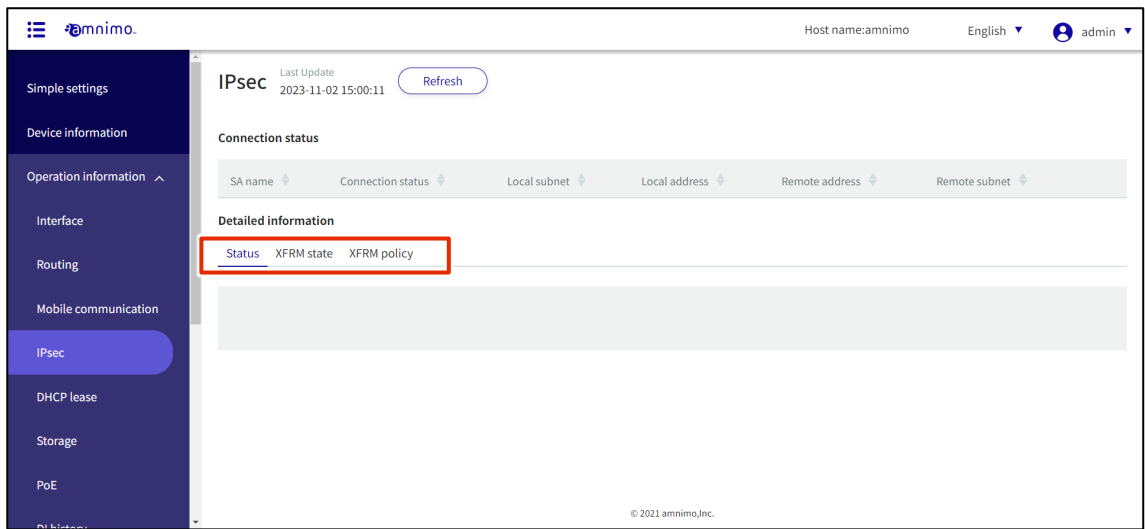 amnimo
Host name:amnimo
English
admin
Simple settings
Device information
Operation information
Interface
Routing
Mobile communication
IPsec
DHCP lease
Storage
PoE
DI history
IPsec
Last Update
2023-11-02 15:00:11
Refresh
Connection status
SA name Connection status Local subnet Local address Remote address Remote subnet
Detailed information
Status XFRM state XFRM policy
© 2021 amnimo,Inc.